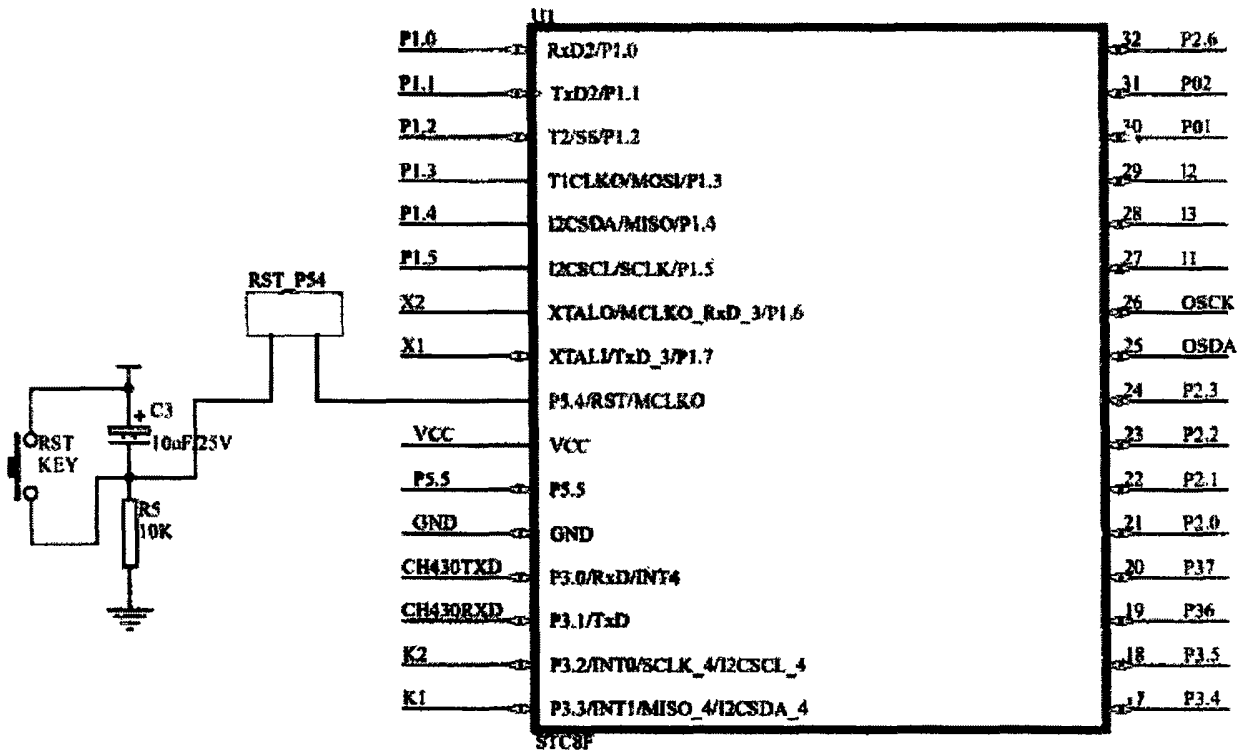 U1
P1.0 RxD2/P1.0 32 P2.6
P1.1 TxD2/P1.1 31 P02
P1.2 T2/SS/P1.2 30 P01
P1.3 T1CLKO/MOSI/P1.3 29 I2
P1.4 I2CSDA/MISO/P1.4 28 I3
P1.5 I2CSCL/SCLK/P1.5 27 I1
RST_P54
X2 XTALO/MCLKO_RxD_3/P1.6 26 OSCK
X1 XTALI/TxD_3/P1.7 25 OSDA
P5.4/RST/MCLKO 24 P2.3
C3
10uF/25V
RST
KEY
VCC VCC 23 P2.2
P5.5 P5.5 22 P2.1
R5
10K
GND GND 21 P2.0
CH430TXD P3.0/RxD/INT4 20 P37
CH430RXD P3.1/TxD 19 P36
K2 P3.2/INT0/SCLK_4/I2CSCL_4 18 P3.5
K1 P3.3/INT1/MISO_4/I2CSDA_4 17 P3.4
STC8F